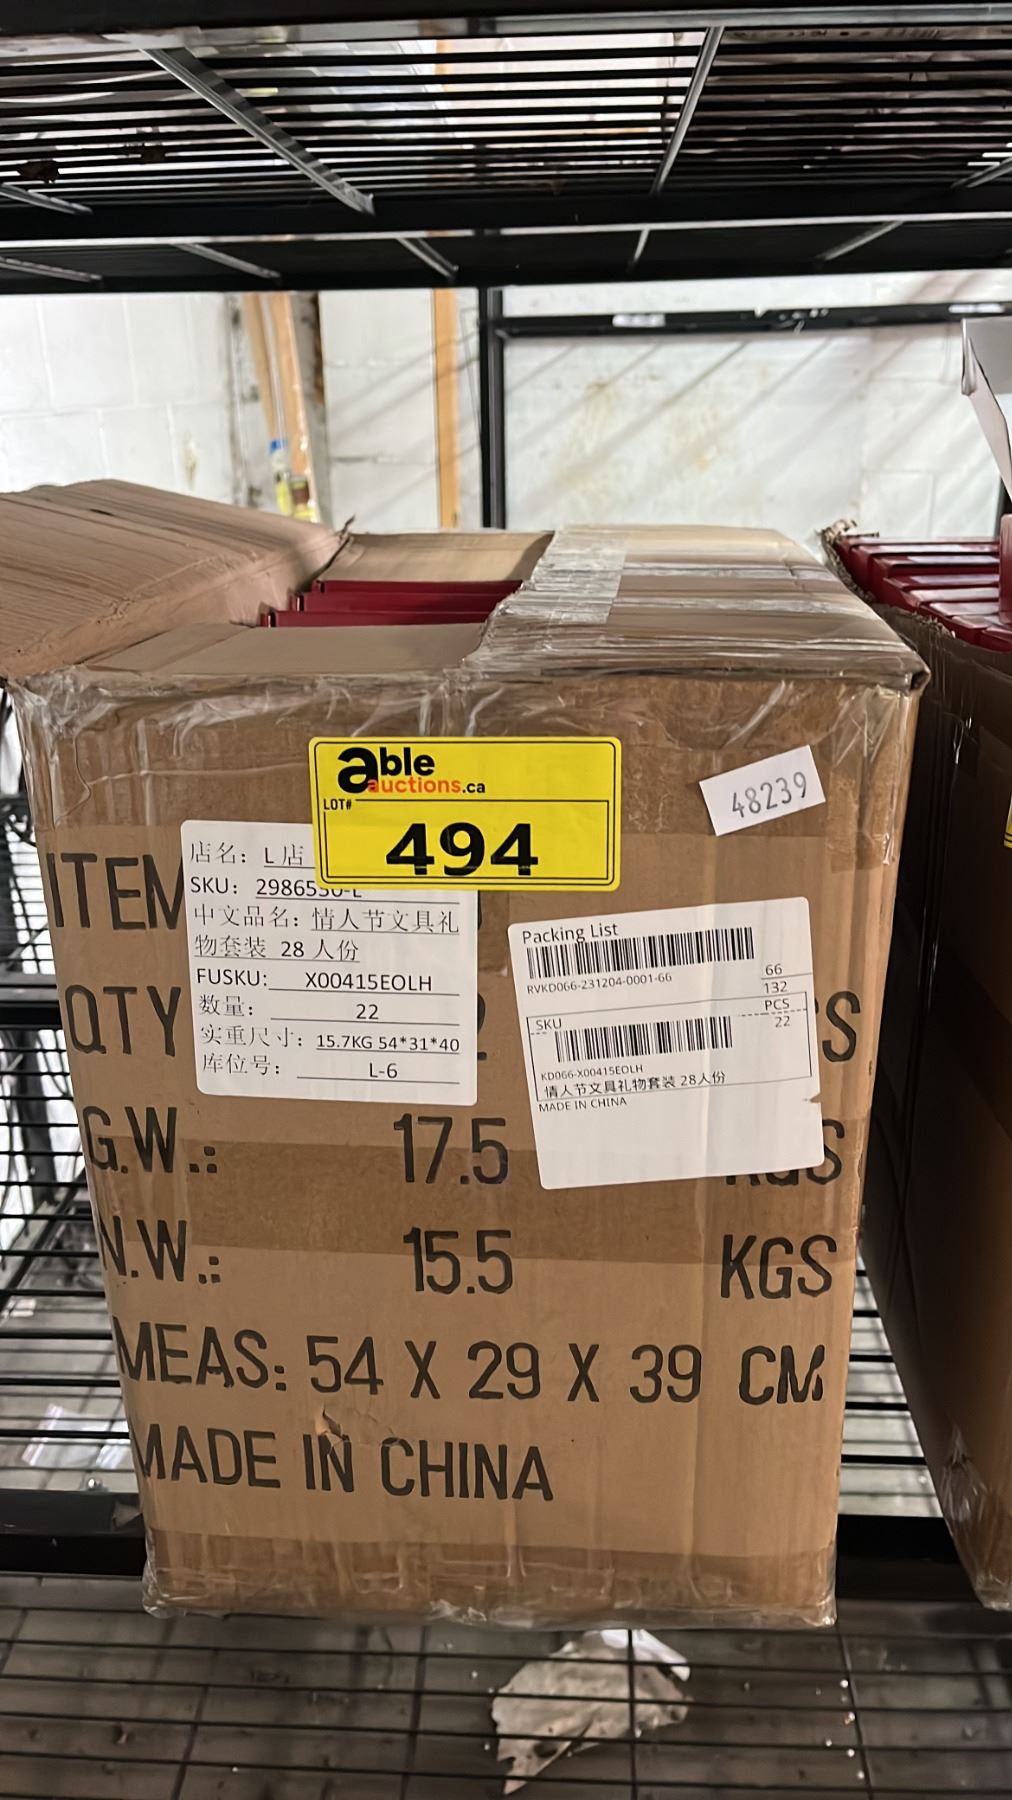 able
auctions.ca
LOT#
494
48239
店名: L店
SKU: 2986530-L
中文品名: 情人节文具礼
物套装 28 人份
FUSKU: X00415EOLH
数量: 22
实重尺寸: 15.7KG 54*31*40
库位号: L-6
Packing List
RVKD066-231204-0001-66
66
132
SKU
PCS
22
KD066-X00415EOLH
情人节文具礼物套装 28人份
MADE IN CHINA
ITEM
QTY
G.W.: 17.5 KGS
N.W.: 15.5 KGS
MEAS: 54 X 29 X 39 CM
MADE IN CHINA